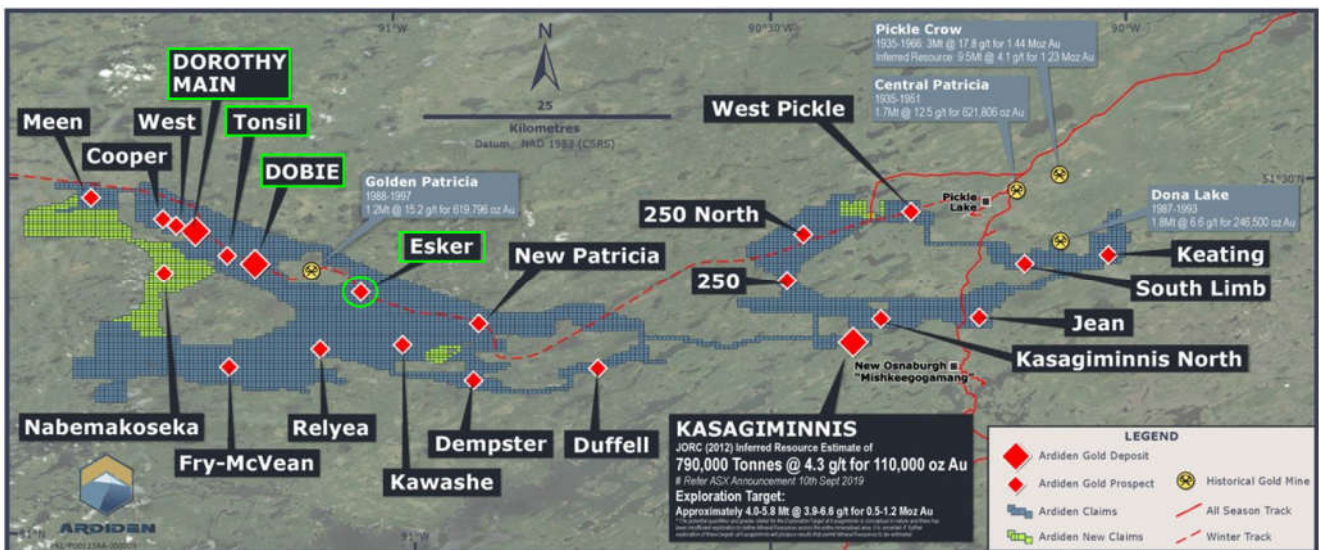 91°W
90°30'W
90°W
N
25
Kilometres
Datum : NAD 1983 (CSRS)
Pickle Crow
1935-1966: 3Mt @ 17.8 g/t for 1.44 Moz Au
Inferred Resource: 9.5Mt @ 4.1 g/t for 1.23 Moz Au
Central Patricia
1935-1951
1.7Mt @ 12.5 g/t for 621,806 oz Au
DOROTHY
MAIN
Meen
West
Tonsil
Cooper
DOBIE
Golden Patricia
1988-1997
1.2Mt @ 15.2 g/t for 619,796 oz Au
Esker
New Patricia
West Pickle
250 North
250
Pickle
Lake
51°30'N
Dona Lake
1987-1993
1.8Mt @ 6.6 g/t for 246,500 oz Au
Keating
South Limb
Jean
Kasagiminnis North
New Osnaburgh
"Mishkeegogamang"
Nabemakoseka
Fry-McVean
Relyea
Kawashe
Dempster
Duffell
KASAGIMINNIS
JORC (2012) Inferred Resource Estimate of
790,000 Tonnes @ 4.3 g/t for 110,000 oz Au
# Refer ASX Announcement 10th Sept 2019
Exploration Target:
Approximately 4.0-5.8 Mt @ 3.9-6.6 g/t for 0.5-1.2 Moz Au
LEGEND
Ardiden Gold Deposit
Ardiden Gold Prospect
Ardiden Claims
Ardiden New Claims
Historical Gold Mine
All Season Track
Winter Track
ARDIDEN
51°N
91°W